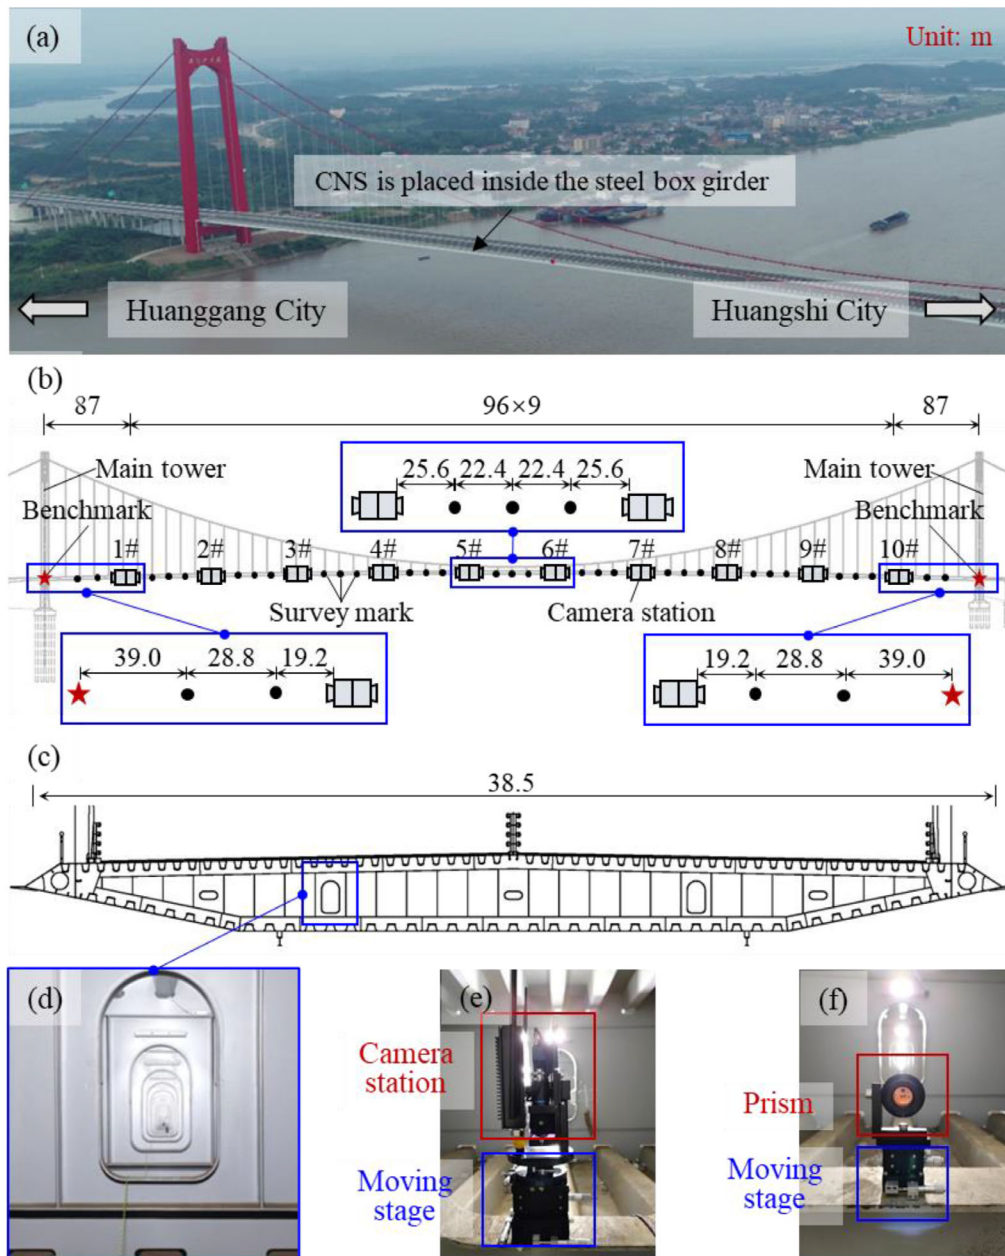 (a)
Unit: m
CNS is placed inside the steel box girder
Huanggang City
Huangshi City
(b)
87
96×9
87
Main tower
Benchmark
25.6
22.4
22.4
25.6
Main tower
Benchmark
1#
2#
3#
4#
5#
6#
7#
8#
9#
10#
Survey mark
Camera station
39.0
28.8
19.2
19.2
28.8
39.0
(c)
38.5
(d)
(e)
(f)
Camera
station
Moving
stage
Prism
Moving
stage